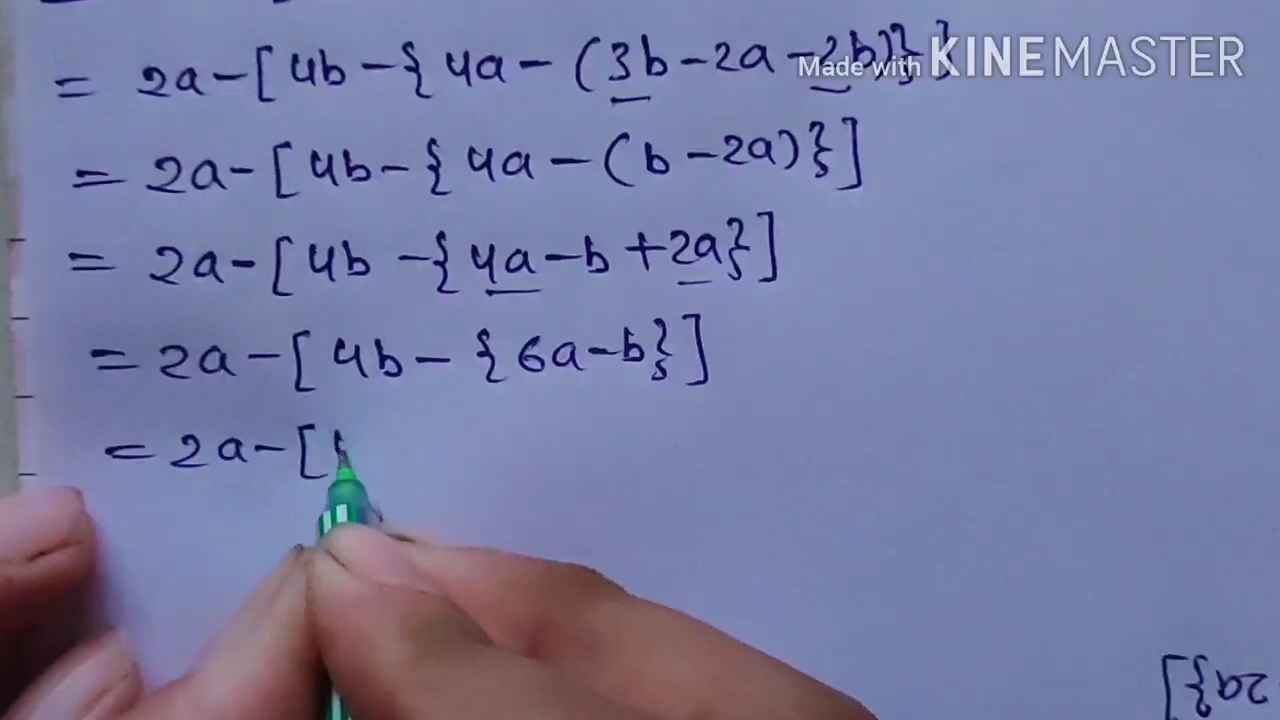 = 2a-[4b-{4a-(3b-2a-2b)}]
Made with KINEMASTER
= 2a-[4b-{4a-(b-2a)}]
= 2a-[4b-{4a-b+2a}]
= 2a-[4b-{6a-b}]
= 2a-[
2a}]